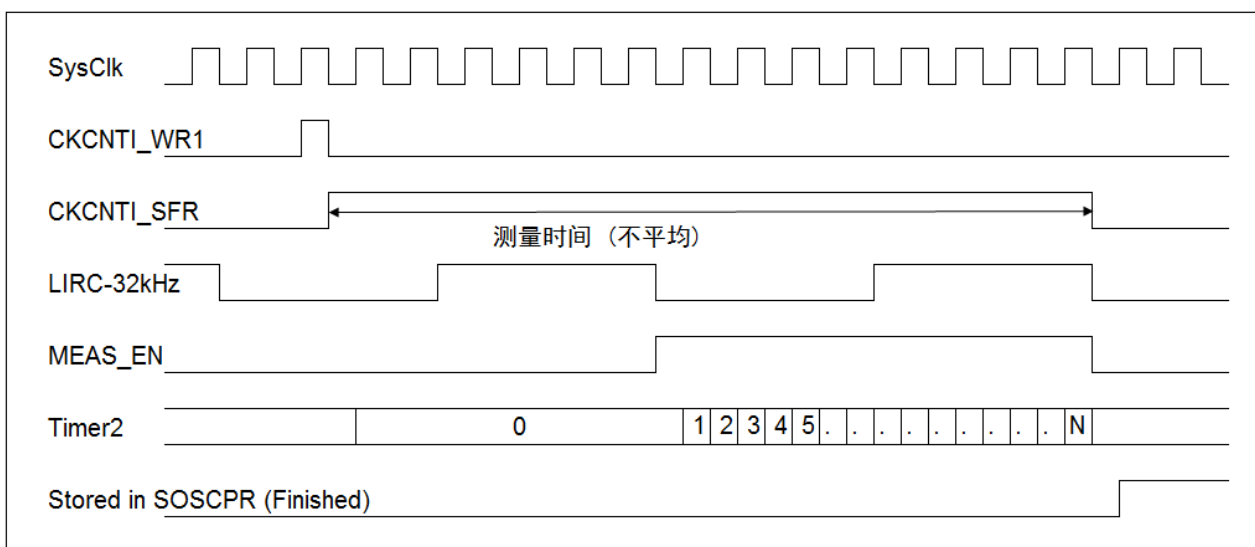 SysClk
CKCNTI_WR1
CKCNTI_SFR
测量时间 (不平均)
LIRC-32kHz
MEAS_EN
Timer2 0 1 2 3 4 5 . . . . . . . . . N
Stored in SOSCPR (Finished)